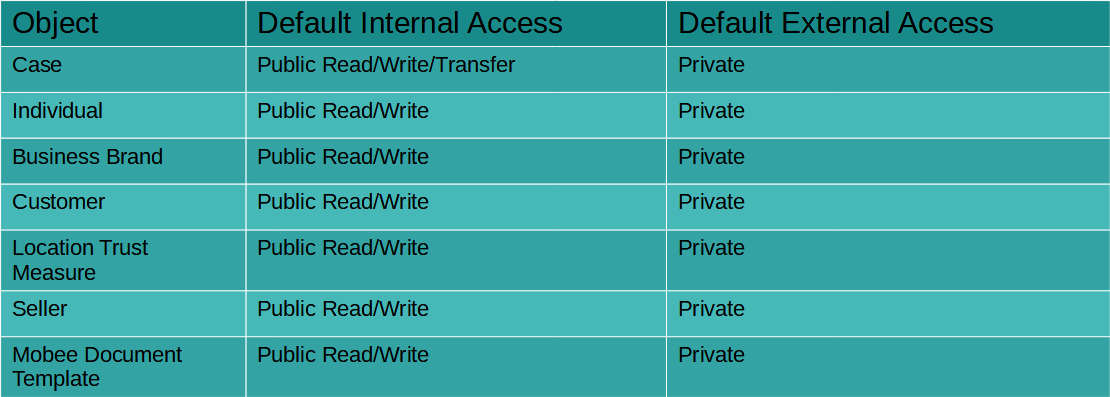 Object Default Internal Access Default External Access
Case Public Read/Write/Transfer Private
Individual Public Read/Write Private
Business Brand Public Read/Write Private
Customer Public Read/Write Private
Location Trust Public Read/Write Private
Measure
Seller Public Read/Write Private
Mobee Document Public Read/Write Private
Template